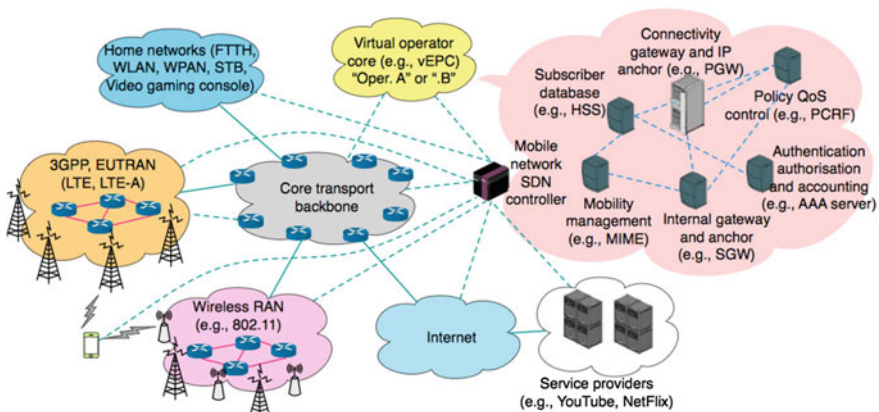 Home networks (FTTH,
WLAN, WPAN, STB,
Video gaming console)
Virtual operator
core (e.g., vEPC)
“Oper. A” or “.B”
Connectivity
gateway and IP
anchor (e.g., PGW)
Subscriber
database
(e.g., HSS)
Policy QoS
control (e.g., PCRF)
3GPP, EUTRAN
(LTE, LTE-A)
Core transport
backbone
Mobile
network
SDN
controller
Mobility
management
(e.g., MIME)
Internal gateway
and anchor
(e.g., SGW)
Authentication
authorisation
and accounting
(e.g., AAA server)
Wireless RAN
(e.g., 802.11)
Internet
Service providers
(e.g., YouTube, NetFlix)